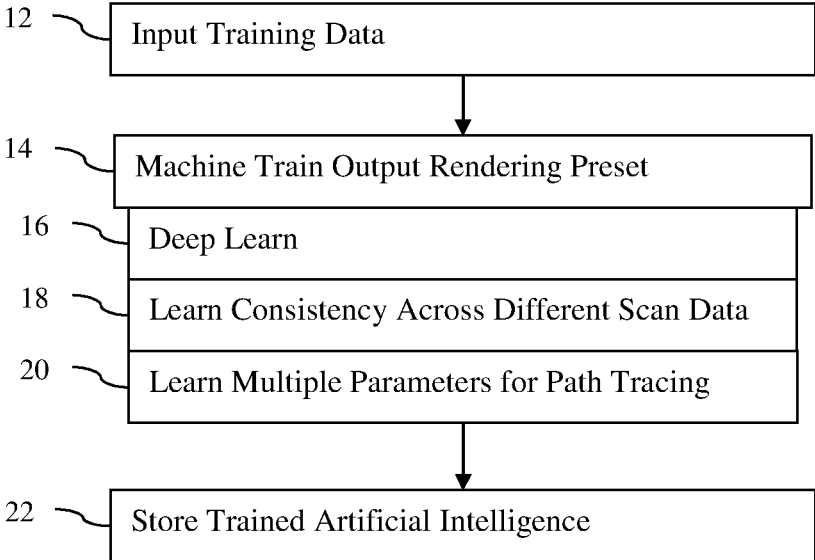 12 Input Training Data
14 Machine Train Output Rendering Preset
16 Deep Learn
18 Learn Consistency Across Different Scan Data
20 Learn Multiple Parameters for Path Tracing
22 Store Trained Artificial Intelligence